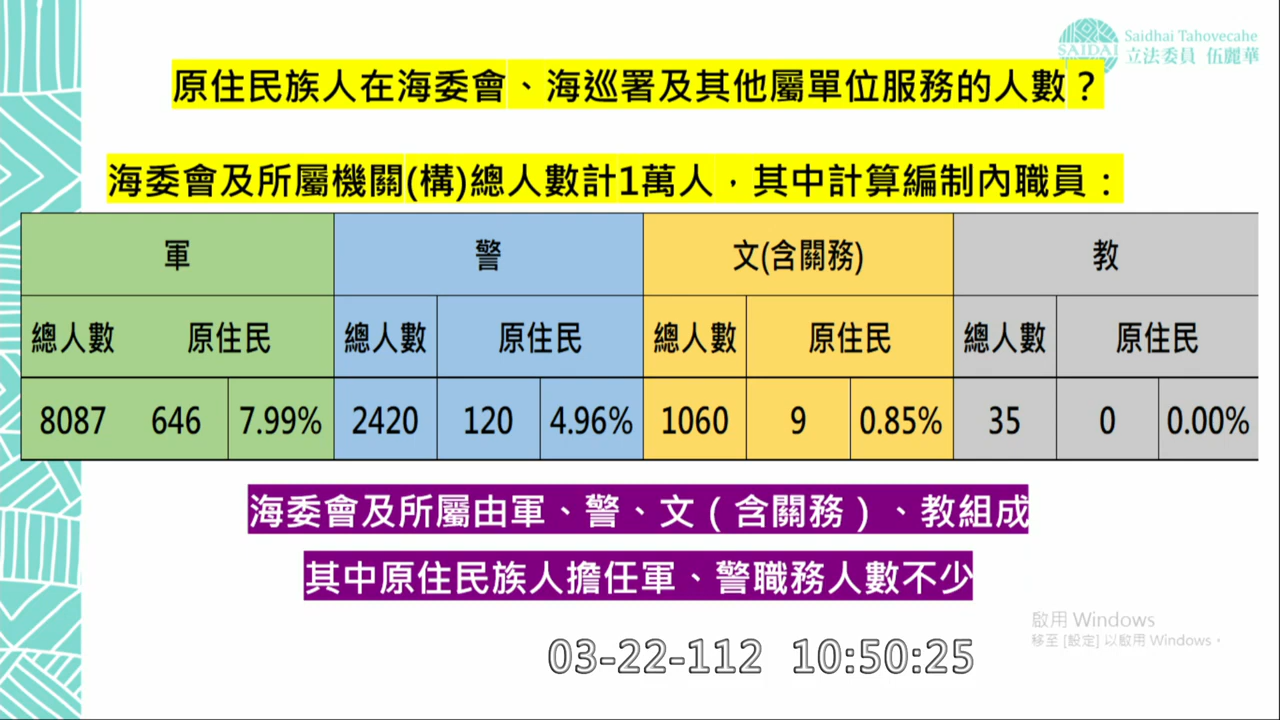 Saidhai Tahovecahe
SAIDAI
立法委員 伍麗華
原住民族人在海委會、海巡署及其他屬單位服務的人數？
海委會及所屬機關(構)總人數計1萬人，其中計算編制內職員：
軍 警 文(含關務) 教
總人數 原住民 總人數 原住民 總人數 原住民 總人數 原住民
8087 646 7.99% 2420 120 4.96% 1060 9 0.85% 35 0 0.00%
海委會及所屬由軍、警、文（含關務）、教組成
其中原住民族人擔任軍、警職務人數不少
啟用 Windows
移至 [設定] 以啟用 Windows。
03-22-112 10:50:25